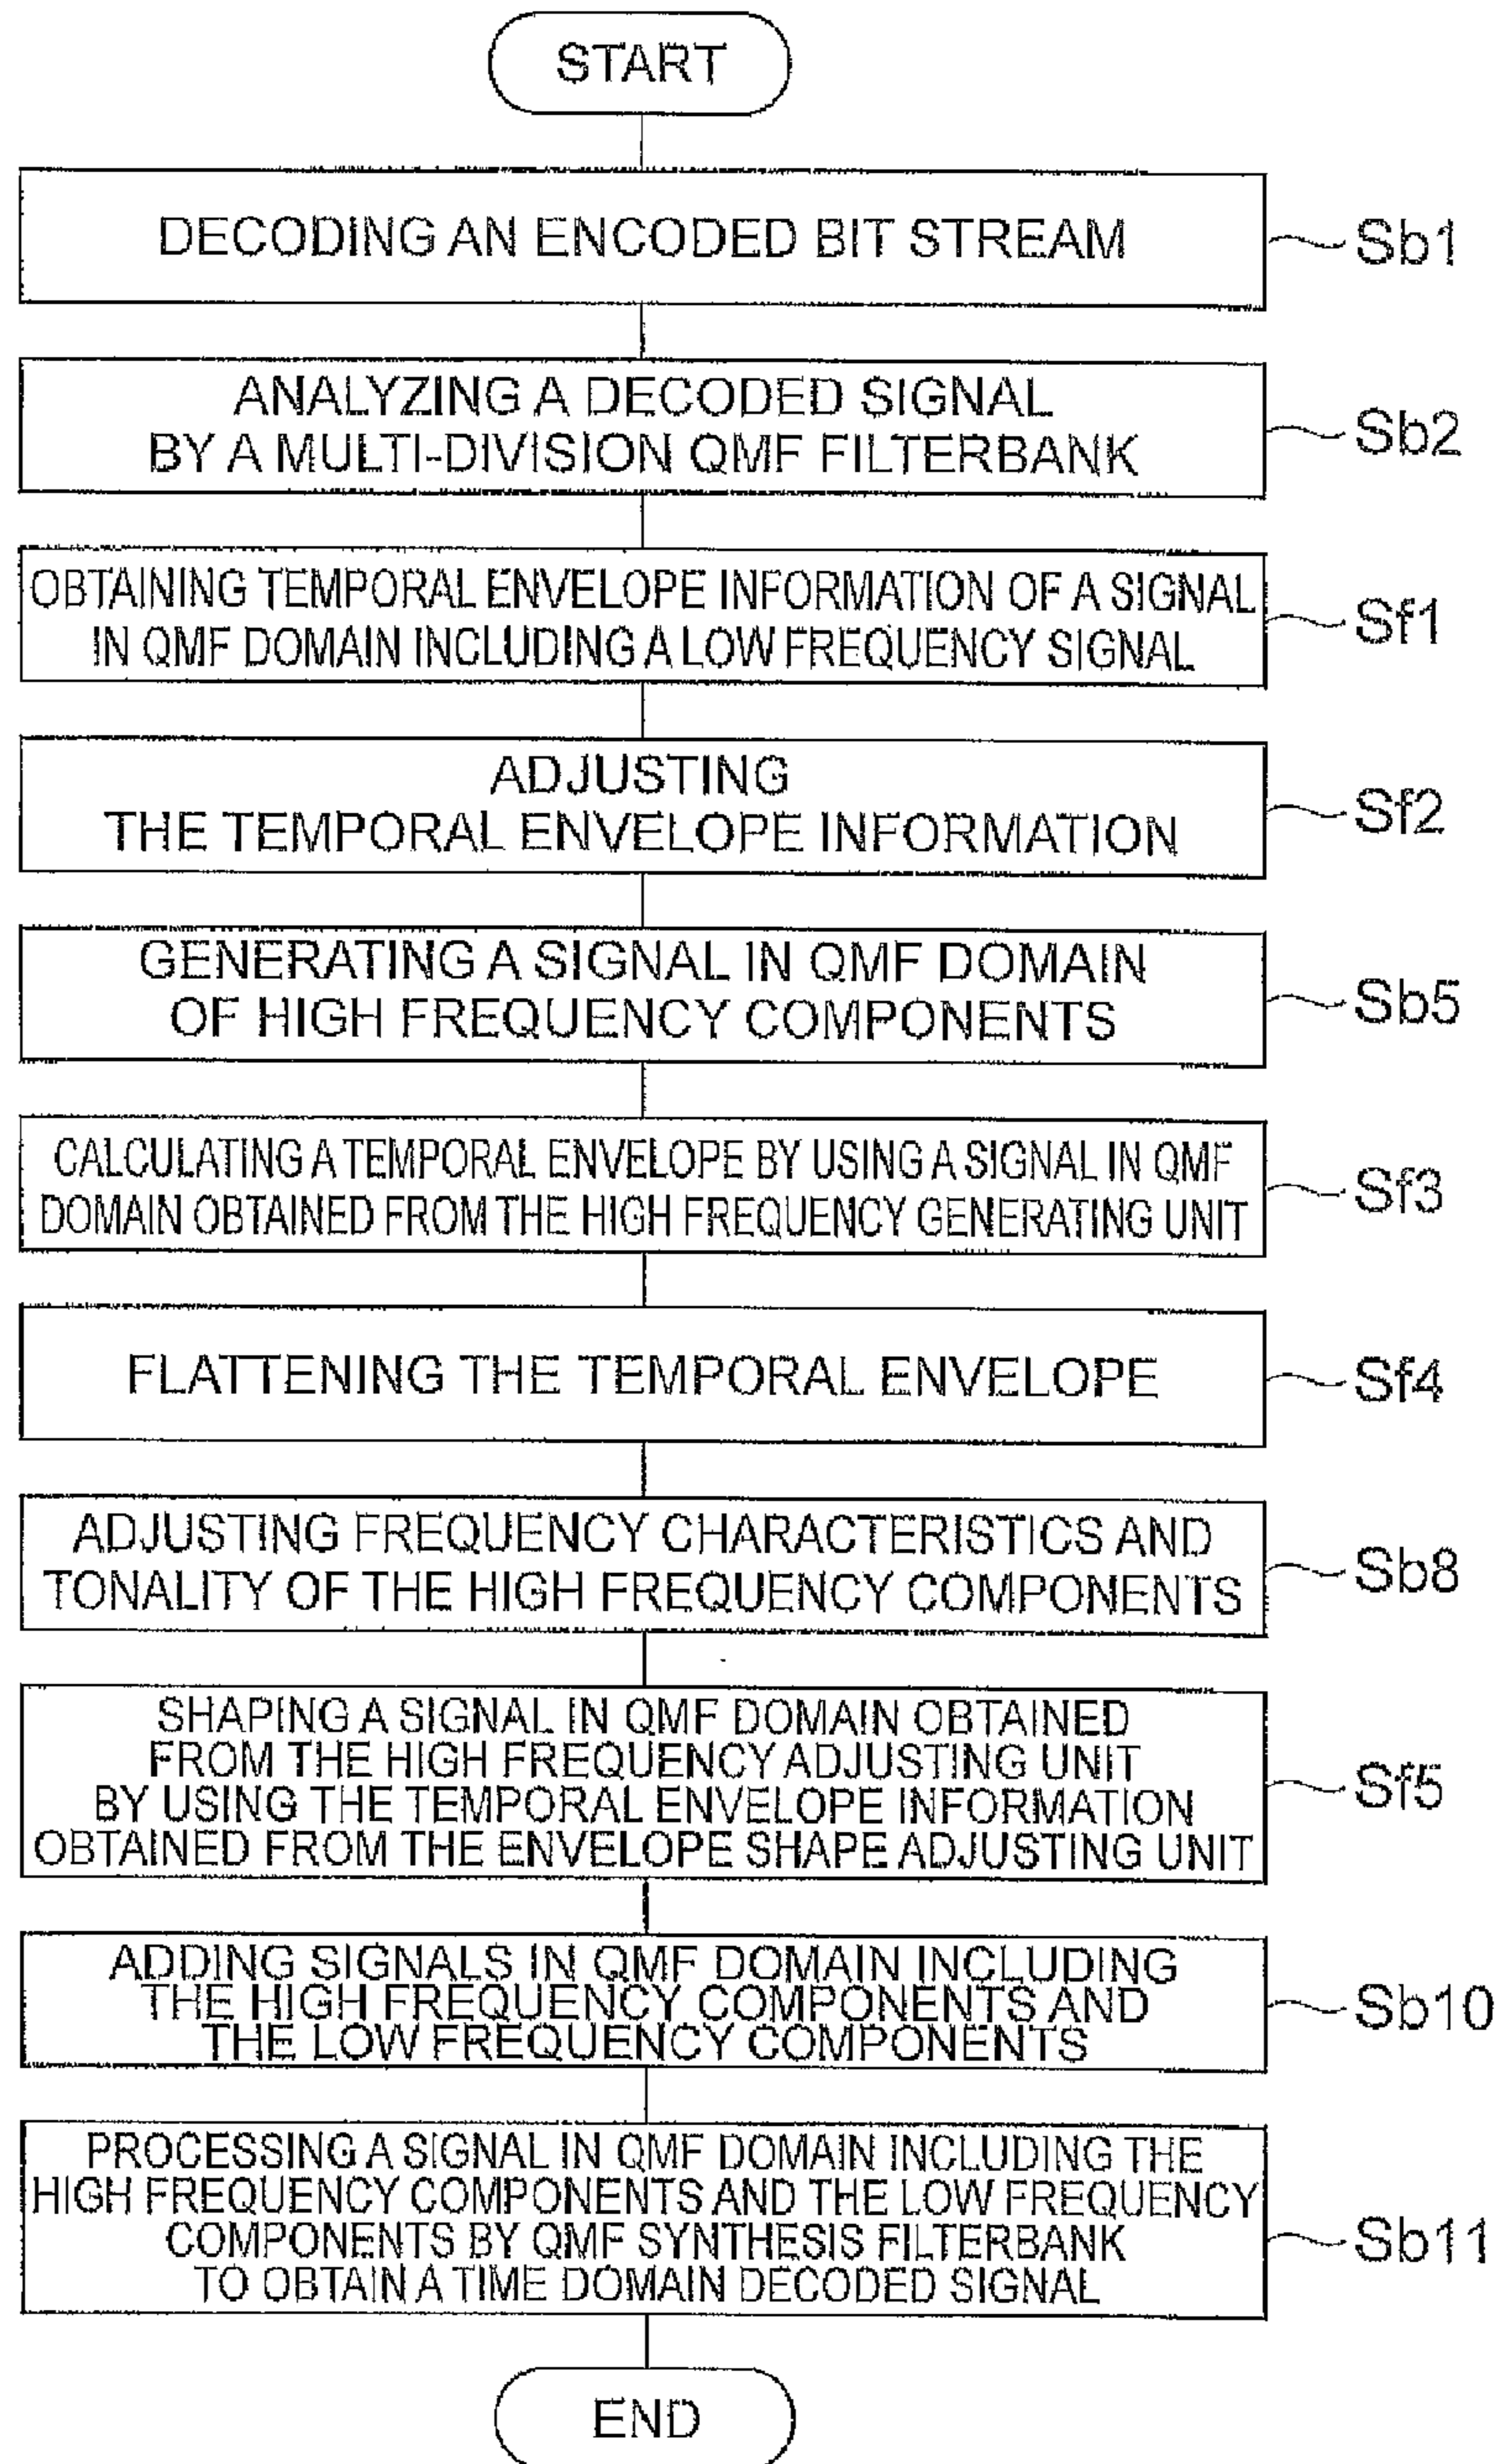 START
DECODING AN ENCODED BIT STREAM
Sb1
ANALYZING A DECODED SIGNAL
BY A MULTI-DIVISION QMF FILTERBANK
Sb2
OBTAINING TEMPORAL ENVELOPE INFORMATION OF A SIGNAL
IN QMF DOMAIN INCLUDING A LOW FREQUENCY SIGNAL
Sf1
ADJUSTING
THE TEMPORAL ENVELOPE INFORMATION
Sf2
GENERATING A SIGNAL IN QMF DOMAIN
OF HIGH FREQUENCY COMPONENTS
Sb5
CALCULATING A TEMPORAL ENVELOPE BY USING A SIGNAL IN QMF
DOMAIN OBTAINED FROM THE HIGH FREQUENCY GENERATING UNIT
Sf3
FLATTENING THE TEMPORAL ENVELOPE
Sf4
ADJUSTING FREQUENCY CHARACTERISTICS AND
TONALITY OF THE HIGH FREQUENCY COMPONENTS
Sb8
SHAPING A SIGNAL IN QMF DOMAIN OBTAINED
FROM THE HIGH FREQUENCY ADJUSTING UNIT
BY USING THE TEMPORAL ENVELOPE INFORMATION
OBTAINED FROM THE ENVELOPE SHAPE ADJUSTING UNIT
Sf5
ADDING SIGNALS IN QMF DOMAIN INCLUDING
THE HIGH FREQUENCY COMPONENTS AND
THE LOW FREQUENCY COMPONENTS
Sb10
PROCESSING A SIGNAL IN QMF DOMAIN INCLUDING THE
HIGH FREQUENCY COMPONENTS AND THE LOW FREQUENCY
COMPONENTS BY QMF SYNTHESIS FILTERBANK
TO OBTAIN A TIME DOMAIN DECODED SIGNAL
Sb11
END